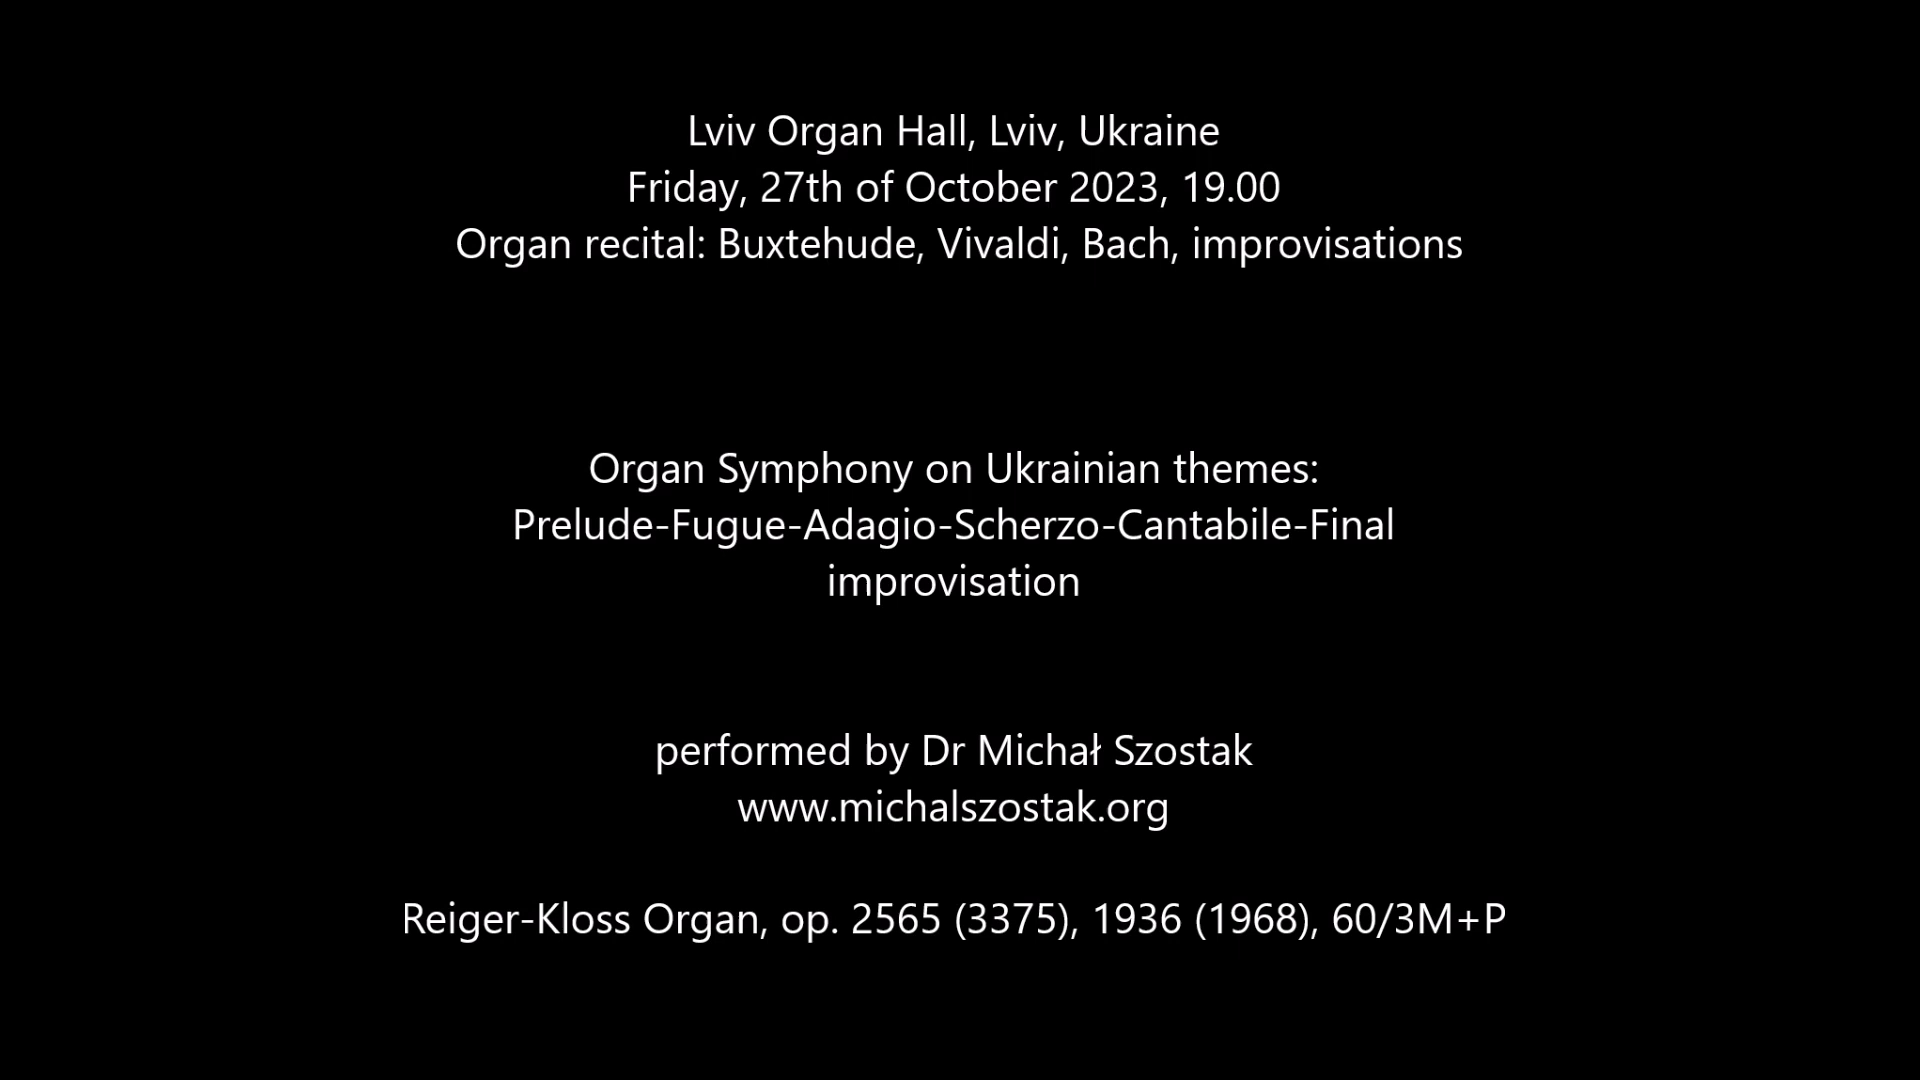 Lviv Organ Hall, Lviv, Ukraine
Friday, 27th of October 2023, 19.00
Organ recital: Buxtehude, Vivaldi, Bach, improvisations
Organ Symphony on Ukrainian themes:
Prelude-Fugue-Adagio-Scherzo-Cantabile-Final
improvisation
performed by Dr Michał Szostak
www.michalszostak.org
Reiger-Kloss Organ, op. 2565 (3375), 1936 (1968), 60/3M+P